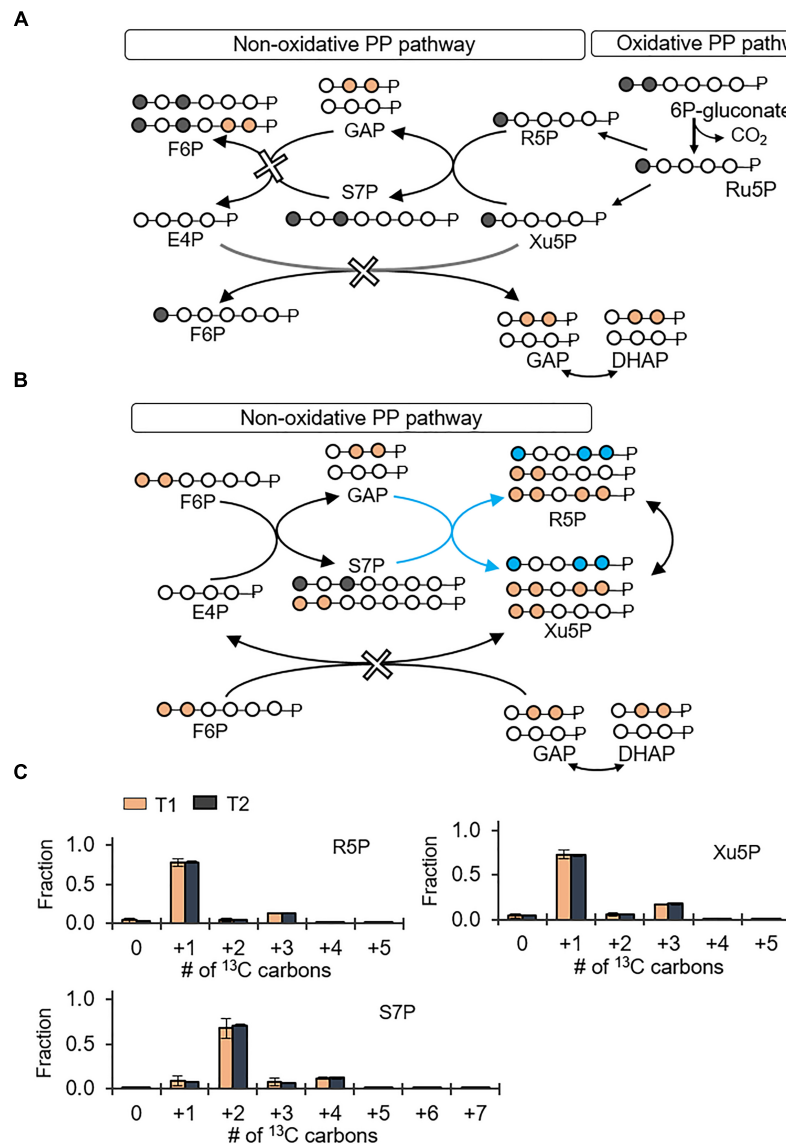 A
Non-oxidative PP pathway
Oxidative PP pathw
P
P
F6P
GAP
P
R5P
P
6P-gluconate
CO₂
P
Ru5P
S7P
P
E4P
P
P
Xu5P
P
F6P
P
P
GAP
P
P
DHAP
B
Non-oxidative PP pathway
P
F6P
P
P
GAP
P
P
P
R5P
S7P
P
P
P
E4P
P
P
P
Xu5P
P
F6P
P
P
GAP
P
P
DHAP
C
T1 T2
R5P
Fraction
1.0
0.5
0.0
0 +1 +2 +3 +4 +5
# of ¹³C carbons
Xu5P
Fraction
1.0
0.5
0.0
0 +1 +2 +3 +4 +5
# of ¹³C carbons
S7P
Fraction
1.0
0.5
0.0
0 +1 +2 +3 +4 +5 +6 +7
# of ¹³C carbons